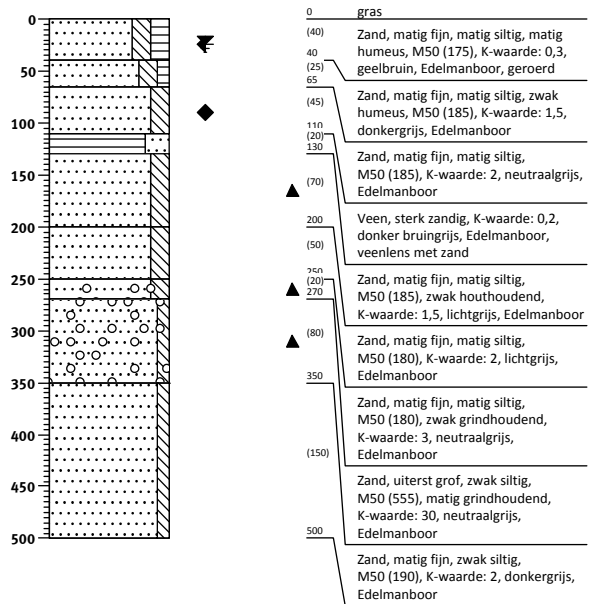 0
50
100
150
200
250
300
350
400
450
500
0
(40)
40
(25)
65
(45)
110
(20)
130
(70)
200
(50)
250
(20)
270
(80)
350
(150)
500
gras
Zand, matig fijn, matig siltig, matig
humeus, M50 (175), K-waarde: 0,3,
geelbruin, Edelmanboor, geroerd
Zand, matig fijn, matig siltig, zwak
humeus, M50 (185), K-waarde: 1,5,
donkergrijs, Edelmanboor
Zand, matig fijn, matig siltig,
M50 (185), K-waarde: 2, neutraalgrijs,
Edelmanboor
Veen, sterk zandig, K-waarde: 0,2,
donker bruingrijs, Edelmanboor,
veenlens met zand
Zand, matig fijn, matig siltig,
M50 (185), zwak houthoudend,
K-waarde: 1,5, lichtgrijs, Edelmanboor
Zand, matig fijn, matig siltig,
M50 (180), K-waarde: 2, lichtgrijs,
Edelmanboor
Zand, matig fijn, matig siltig,
M50 (180), zwak grindhoudend,
K-waarde: 3, neutraalgrijs,
Edelmanboor
Zand, uiterst grof, zwak siltig,
M50 (555), matig grindhoudend,
K-waarde: 30, neutraalgrijs,
Edelmanboor
Zand, matig fijn, zwak siltig,
M50 (190), K-waarde: 2, donkergrijs,
Edelmanboor